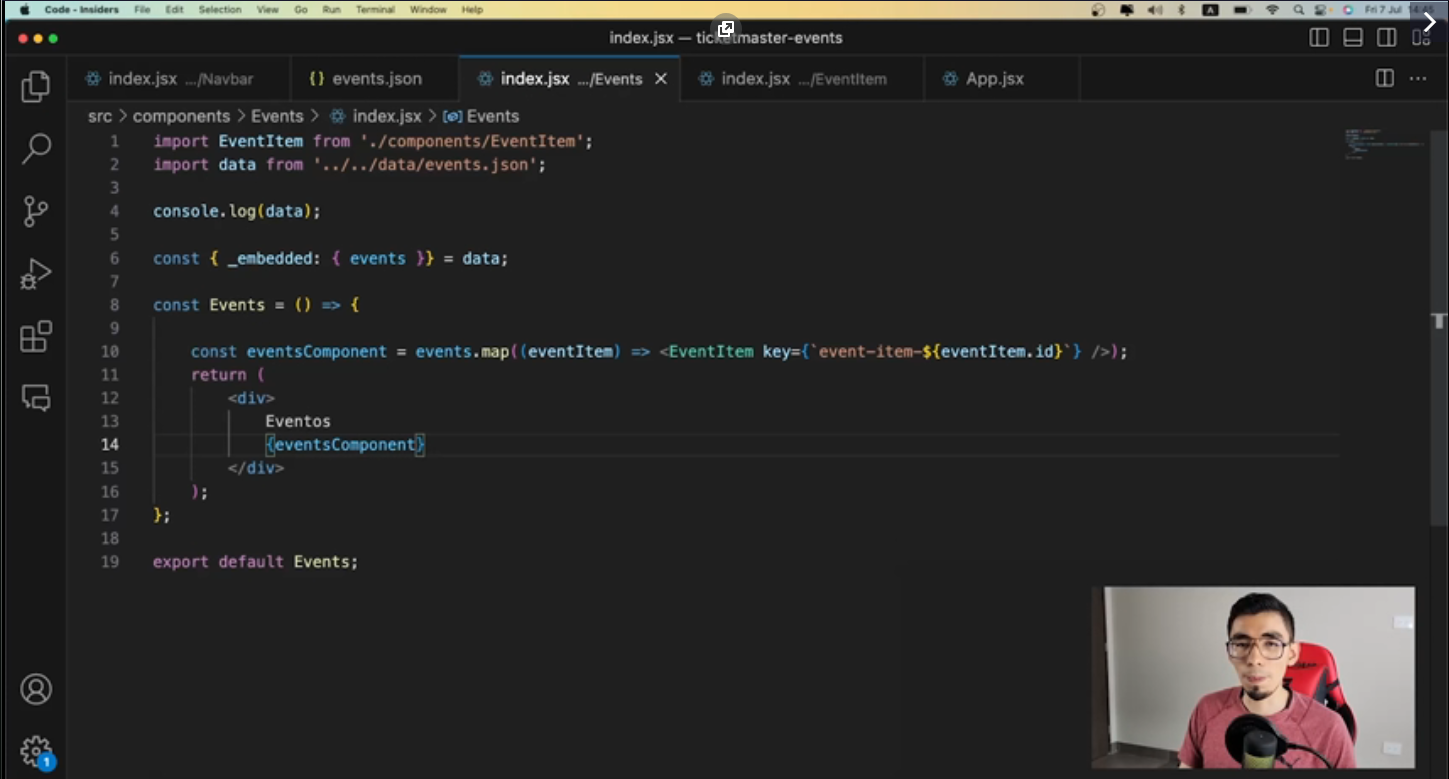 Code - Insiders File Edit Selection View Go Run Terminal Window Help A Fri 7 Jul
index.jsx — ticketmaster-events
index.jsx .../Navbar {} events.json index.jsx .../Events × index.jsx .../EventItem App.jsx ...
src > components > Events > index.jsx > Events
1 import EventItem from './components/EventItem';
2 import data from '../../data/events.json';
3
4 console.log(data);
5
6 const { _embedded: { events }} = data;
7
8 const Events = () => {
9
10 const eventsComponent = events.map((eventItem) => <EventItem key={`event-item-${eventItem.id}`} />);
11 return (
12 <div>
13 Eventos
14 {eventsComponent}
15 </div>
16 );
17 };
18
19 export default Events;
1